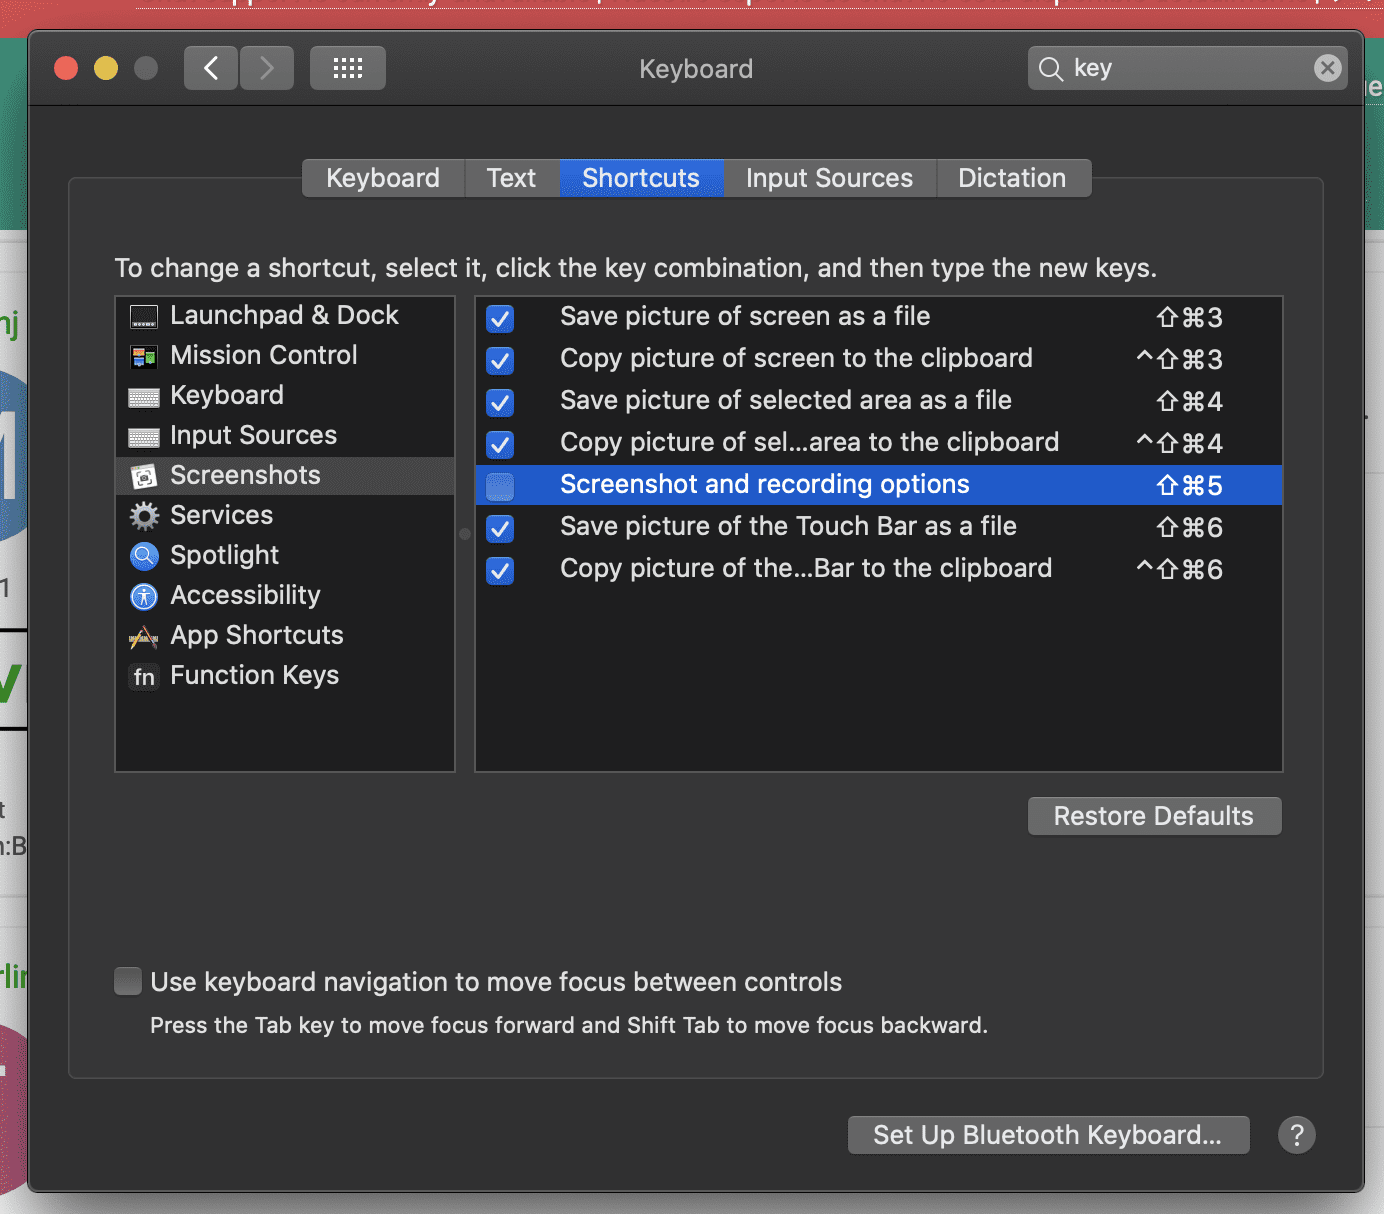 Keyboard
key
Keyboard
Text
Shortcuts
Input Sources
Dictation
To change a shortcut, select it, click the key combination, and then type the new keys.
Launchpad & Dock
Mission Control
Keyboard
Input Sources
Screenshots
Services
Spotlight
Accessibility
App Shortcuts
fn Function Keys
Save picture of screen as a file ⇧⌘3
Copy picture of screen to the clipboard ^⇧⌘3
Save picture of selected area as a file ⇧⌘4
Copy picture of sel...area to the clipboard ^⇧⌘4
Screenshot and recording options ⇧⌘5
Save picture of the Touch Bar as a file ⇧⌘6
Copy picture of the...Bar to the clipboard ^⇧⌘6
Restore Defaults
Use keyboard navigation to move focus between controls
Press the Tab key to move focus forward and Shift Tab to move focus backward.
Set Up Bluetooth Keyboard...
?